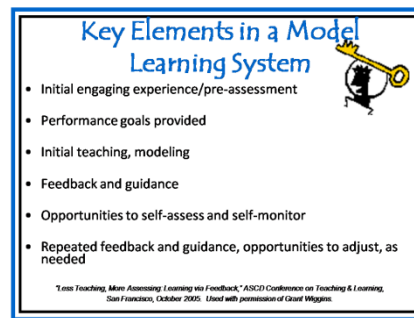 Key Elements in a Model
Learning System
• Initial engaging experience/pre-assessment
• Performance goals provided
• Initial teaching, modeling
• Feedback and guidance
• Opportunities to self-assess and self-monitor
• Repeated feedback and guidance, opportunities to adjust, as
needed
"Less Teaching, More Assessing: Learning via Feedback," ASCD Conference on Teaching & Learning,
San Francisco, October 2005. Used with permission of Grant Wiggins.